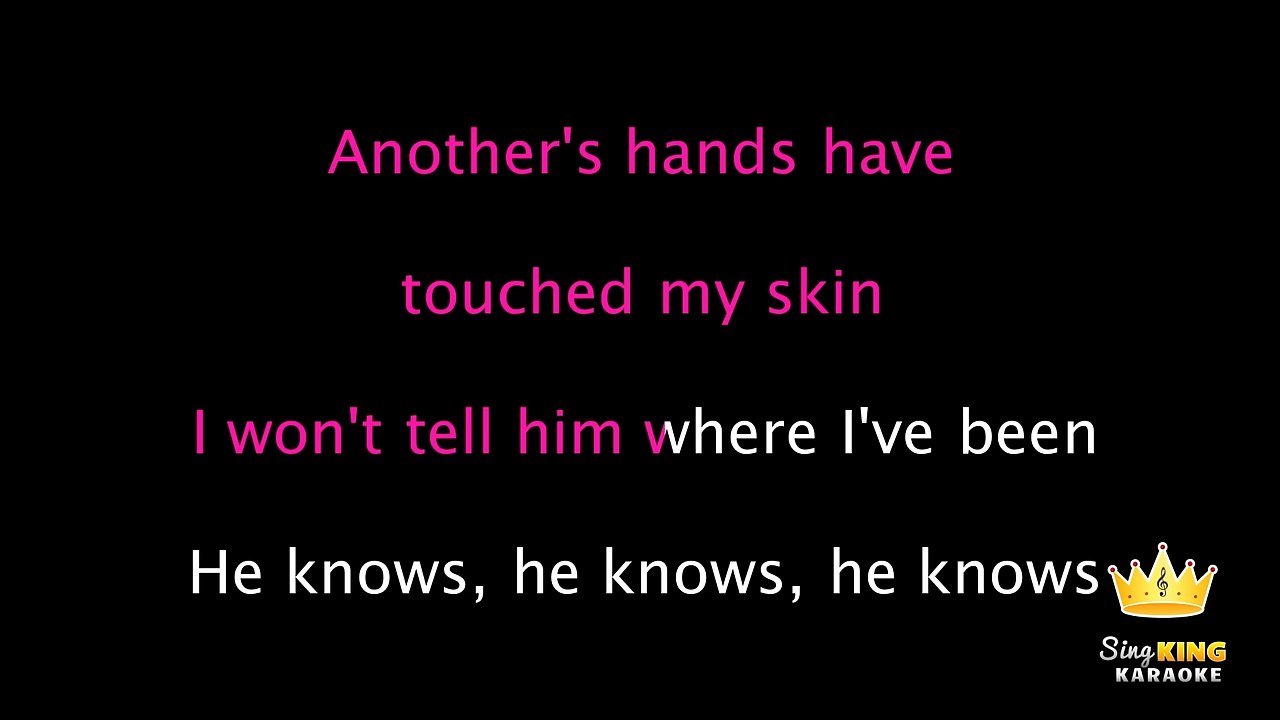 Another's hands have
touched my skin
I won't tell him where I've been
He knows, he knows, he knows
Sing KING
KARAOKE